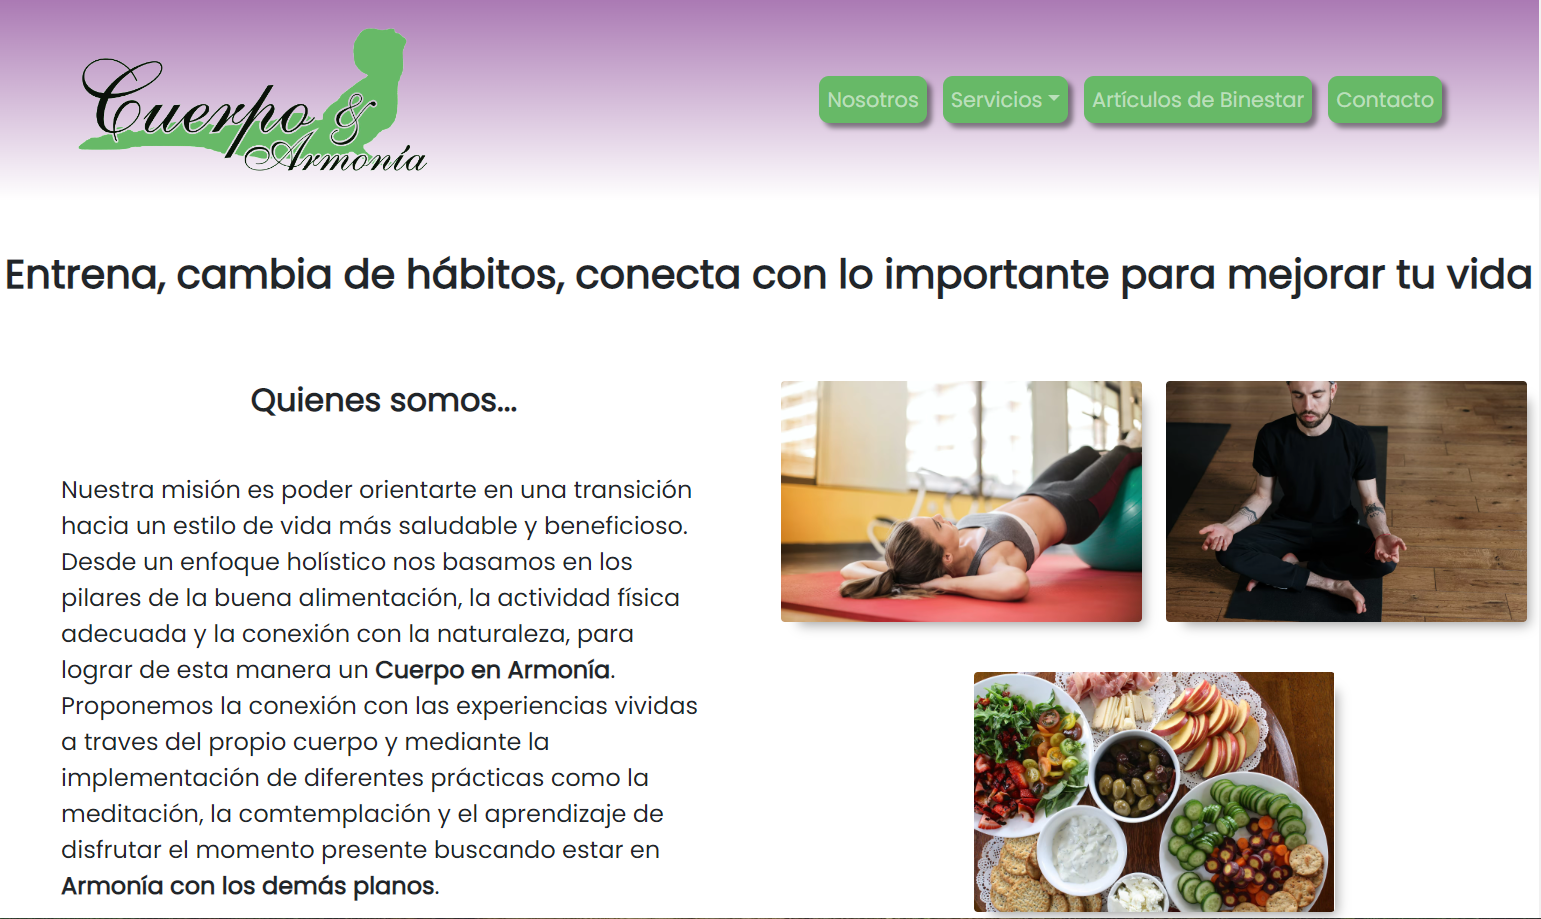 Cuerpo &
Armonía
Nosotros
Servicios
Artículos de Binestar
Contacto
Entrena, cambia de hábitos, conecta con lo importante para mejorar tu vida
Quienes somos...
Nuestra misión es poder orientarte en una transición
hacia un estilo de vida más saludable y beneficioso.
Desde un enfoque holístico nos basamos en los
pilares de la buena alimentación, la actividad física
adecuada y la conexión con la naturaleza, para
lograr de esta manera un Cuerpo en Armonía.
Proponemos la conexión con las experiencias vividas
a traves del propio cuerpo y mediante la
implementación de diferentes prácticas como la
meditación, la comtemplación y el aprendizaje de
disfrutar el momento presente buscando estar en
Armonía con los demás planos.